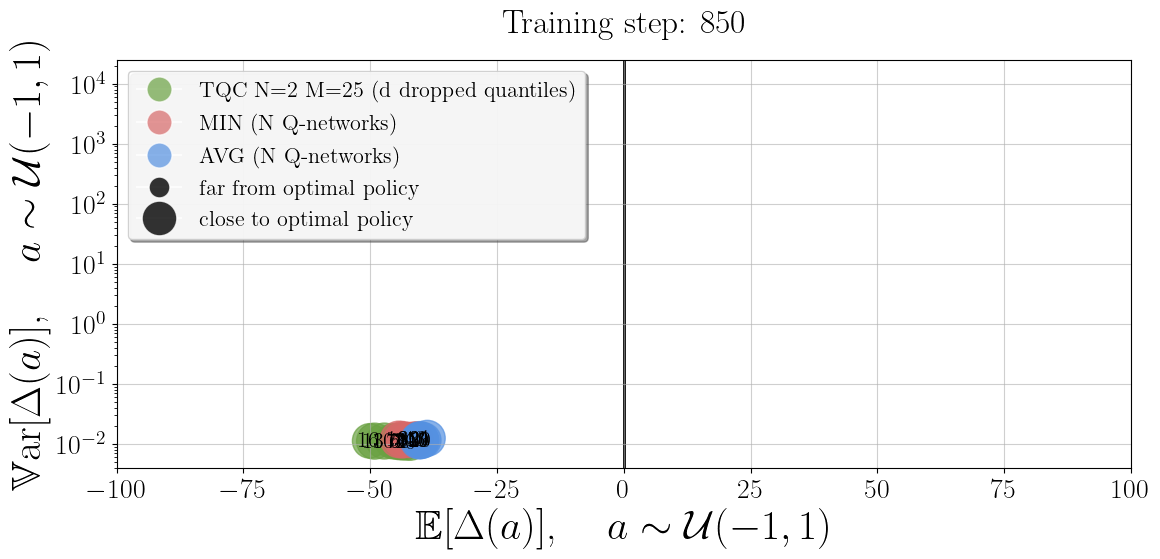 Training step: 850
𝕍ar[Δ(a)],   a ∼ 𝒰(−1, 1)
10⁴
10³
10²
10¹
10⁰
10⁻¹
10⁻²
TQC N=2 M=25 (d dropped quantiles)
MIN (N Q-networks)
AVG (N Q-networks)
far from optimal policy
close to optimal policy
−100 −75 −50 −25 0 25 50 75 100
𝔼[Δ(a)],   a ∼ 𝒰(−1, 1)